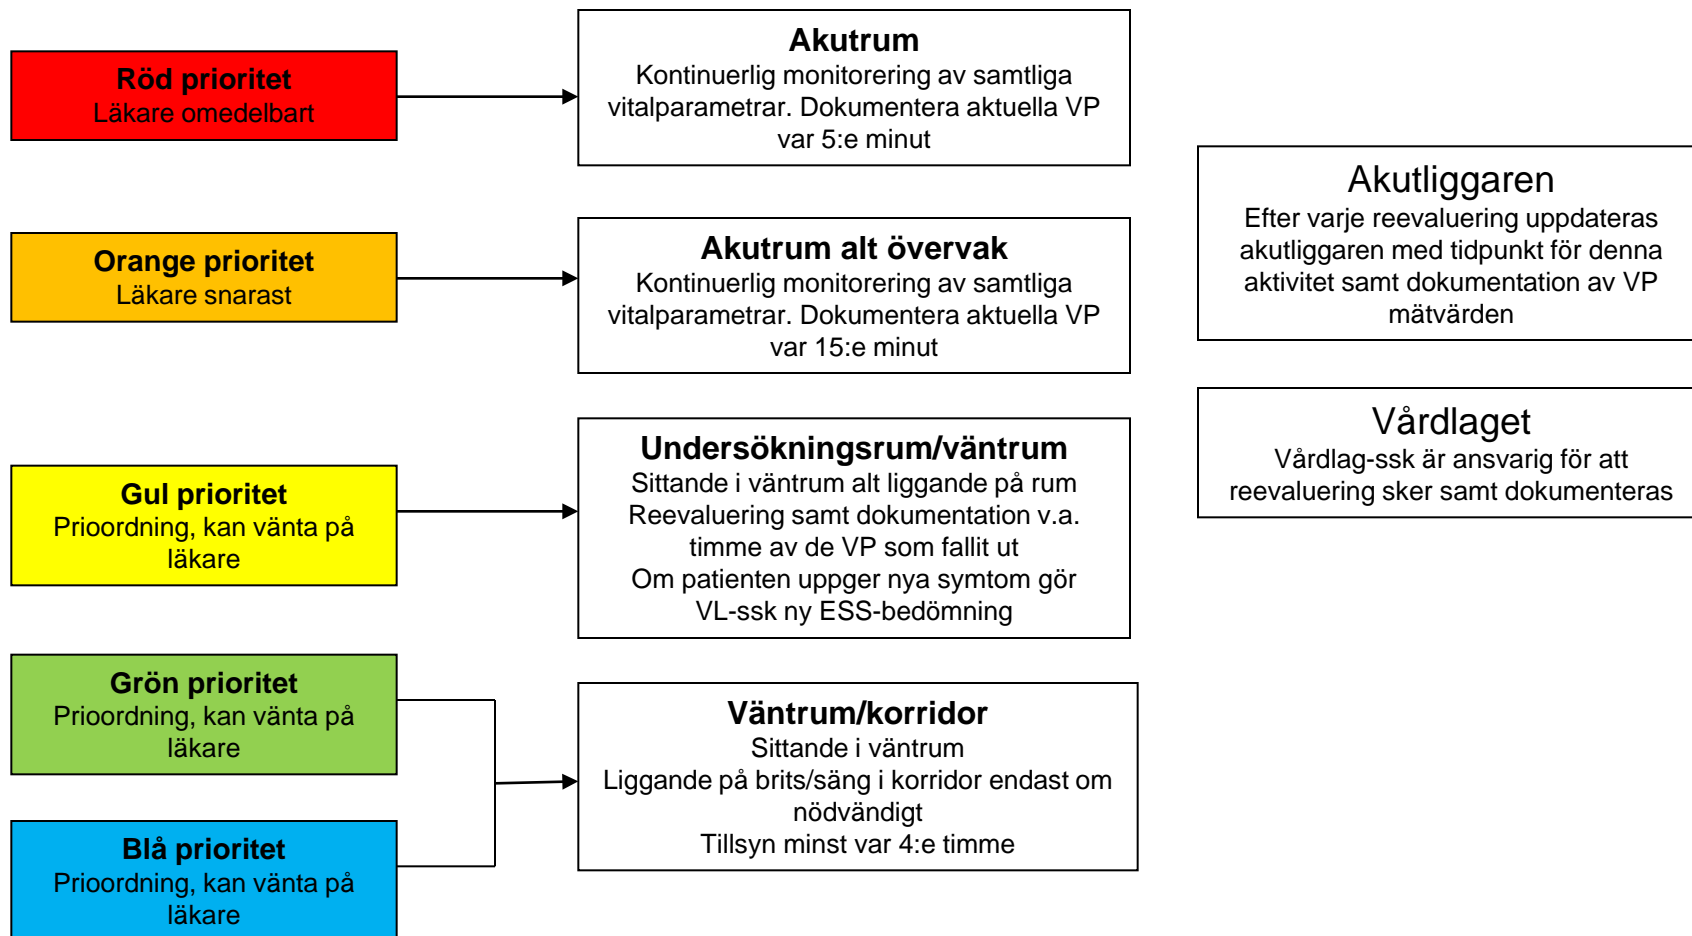 Röd prioritet
Läkare omedelbart
Akutrum
Kontinuerlig monitorering av samtliga
vitalparametrar. Dokumentera aktuella VP
var 5:e minut
Orange prioritet
Läkare snarast
Akutrum alt övervak
Kontinuerlig monitorering av samtliga
vitalparametrar. Dokumentera aktuella VP
var 15:e minut
Gul prioritet
Prioordning, kan vänta på
läkare
Undersökningsrum/väntrum
Sittande i väntrum alt liggande på rum
Reevaluering samt dokumentation v.a.
timme av de VP som fallit ut
Om patienten uppger nya symtom gör
VL-ssk ny ESS-bedömning
Grön prioritet
Prioordning, kan vänta på
läkare
Blå prioritet
Prioordning, kan vänta på
läkare
Väntrum/korridor
Sittande i väntrum
Liggande på brits/säng i korridor endast om
nödvändigt
Tillsyn minst var 4:e timme
Akutliggaren
Efter varje reevaluering uppdateras
akutliggaren med tidpunkt för denna
aktivitet samt dokumentation av VP
mätvärden
Vårdlaget
Vårdlag-ssk är ansvarig för att
reevaluering sker samt dokumenteras